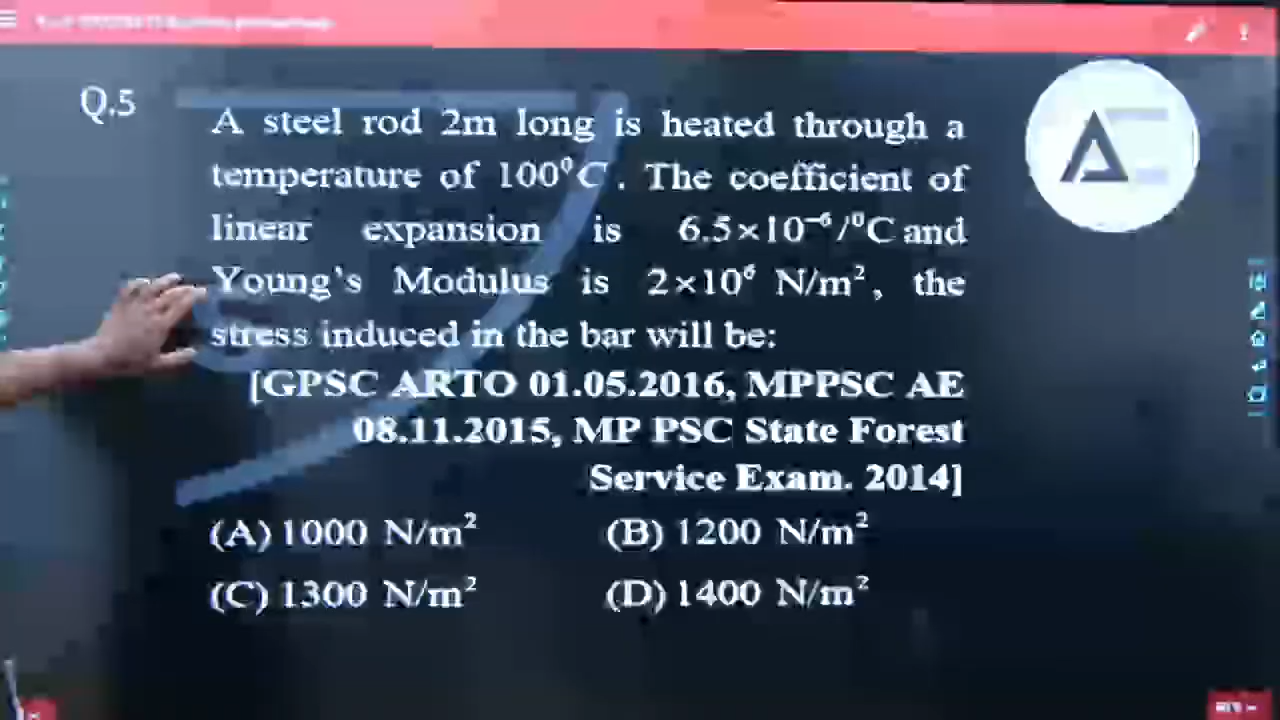 Q.5
A steel rod 2m long is heated through a
temperature of 100⁰C. The coefficient of
linear expansion is 6.5×10⁻⁶/⁰C and
Young's Modulus is 2×10⁶ N/m², the
stress induced in the bar will be:
[GPSC ARTO 01.05.2016, MPPSC AE
08.11.2015, MP PSC State Forest
Service Exam. 2014]
(A) 1000 N/m² (B) 1200 N/m²
(C) 1300 N/m² (D) 1400 N/m²